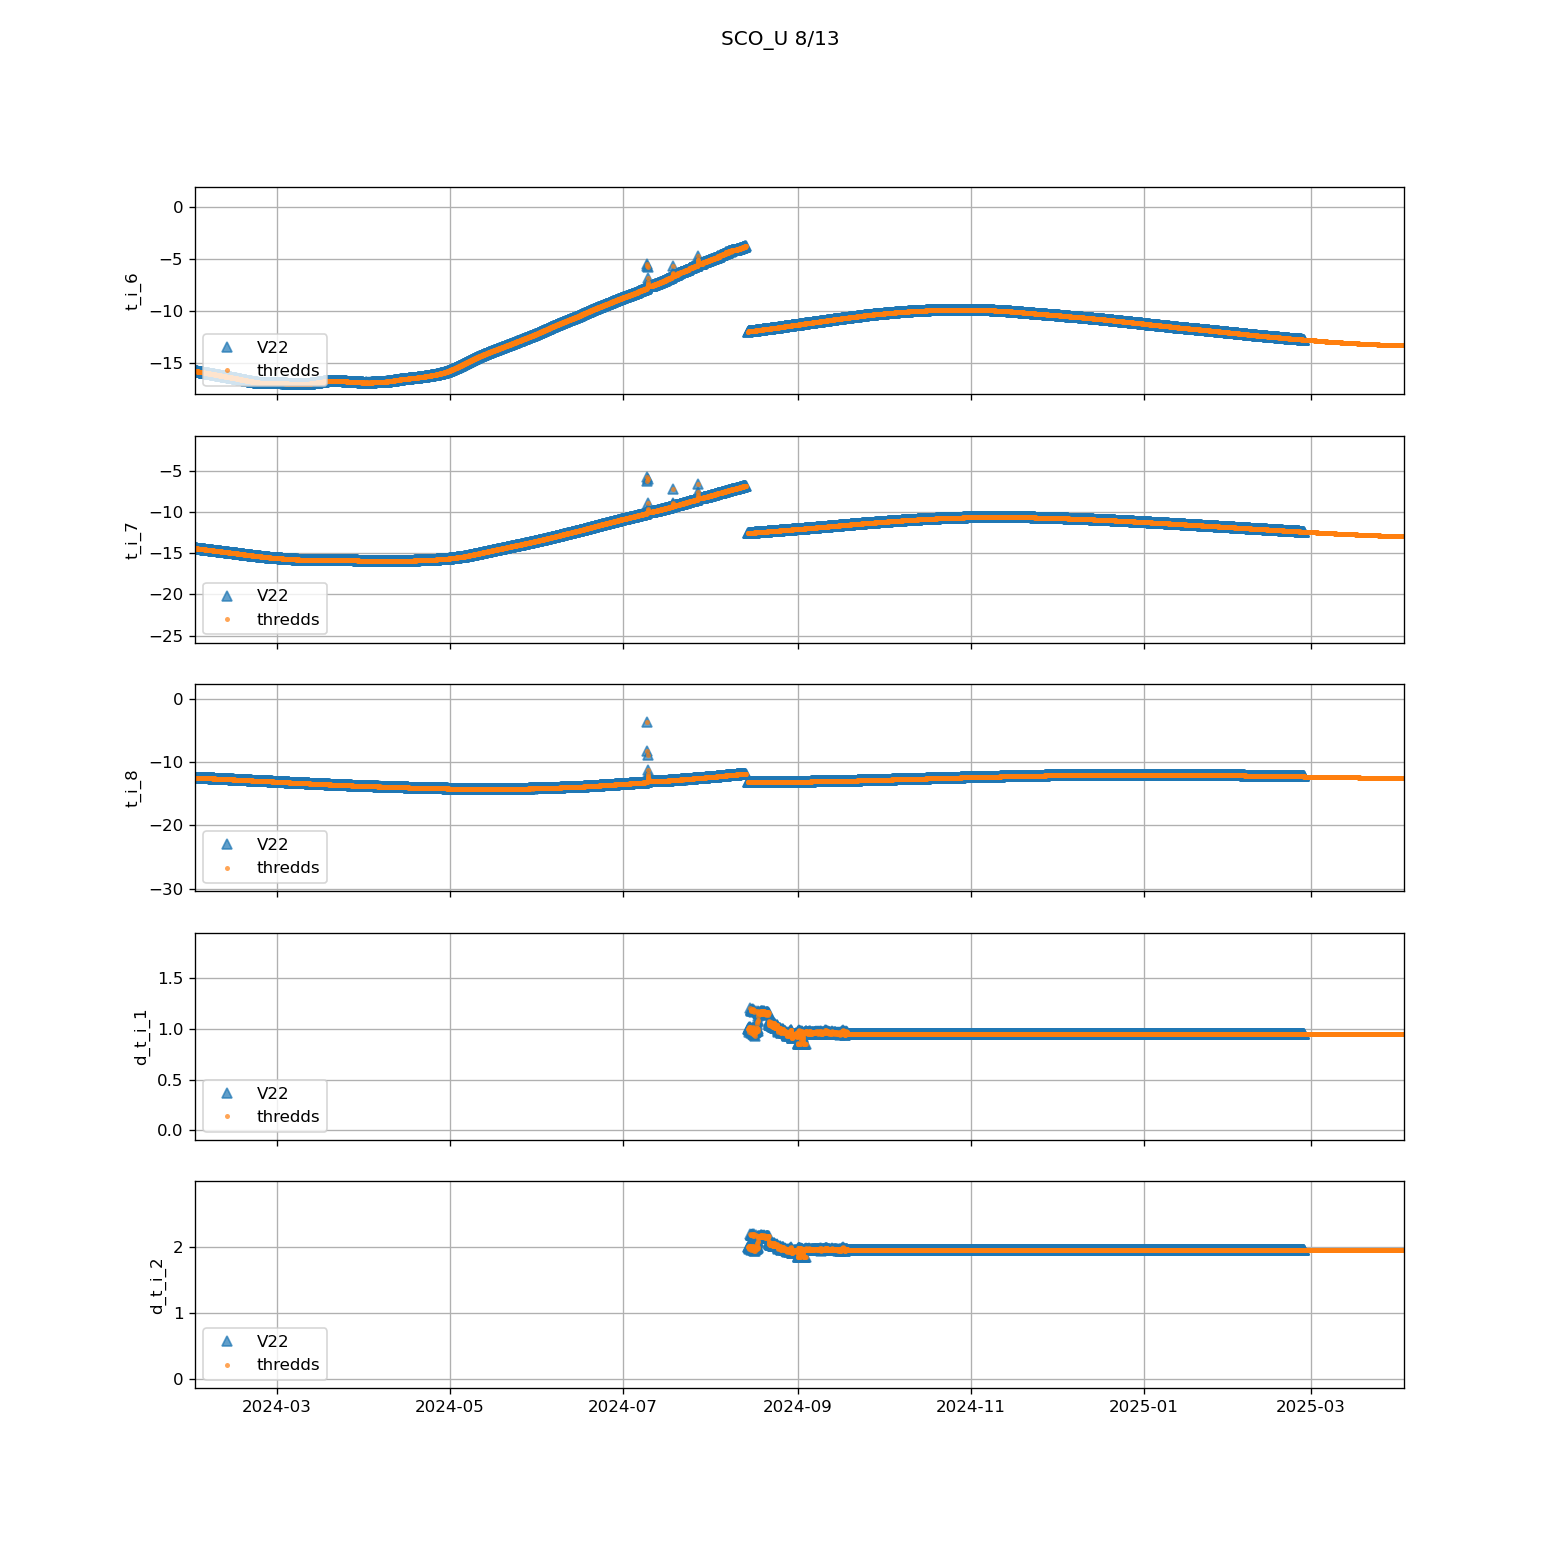 SCO_U 8/13
0
−5
−10
−15
t_i_6
V22
thredds
−5
−10
−15
−20
−25
t_i_7
V22
thredds
0
−10
−20
−30
t_i_8
V22
thredds
1.5
1.0
0.5
0.0
d_t_i_1
V22
thredds
2
1
0
d_t_i_2
V22
thredds
2024-03 2024-05 2024-07 2024-09 2024-11 2025-01 2025-03